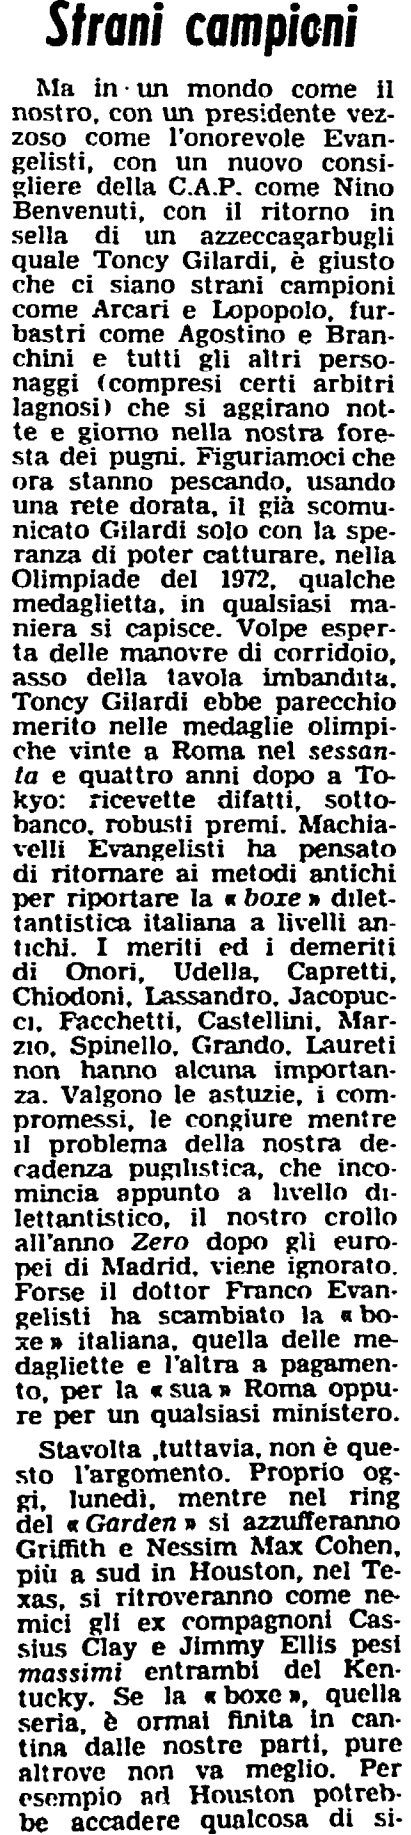 Strani campioni
Ma in un mondo come il
nostro, con un presidente vez-
zoso come l'onorevole Evan-
gelisti, con un nuovo consi-
gliere della C.A.P. come Nino
Benvenuti, con il ritorno in
sella di un azzeccagarbugli
quale Toncy Gilardi, è giusto
che ci siano strani campioni
come Arcari e Lopopolo, fur-
bastri come Agostino e Bran-
chini e tutti gli altri perso-
naggi (compresi certi arbitri
lagnosi) che si aggirano not-
te e giorno nella nostra fore-
sta dei pugni. Figuriamoci che
ora stanno pescando, usando
una rete dorata, il già scomu-
nicato Gilardi solo con la spe-
ranza di poter catturare, nella
Olimpiade del 1972, qualche
medaglietta, in qualsiasi ma-
niera si capisce. Volpe esper-
ta delle manovre di corridoio,
asso della tavola imbandita,
Toncy Gilardi ebbe parecchio
merito nelle medaglie olimpi-
che vinte a Roma nel sessan-
ta e quattro anni dopo a To-
kyo: ricevette difatti, sotto-
banco, robusti premi. Machia-
velli Evangelisti ha pensato
di ritornare ai metodi antichi
per riportare la « boxe » dilet-
tantistica italiana a livelli an-
tichi. I meriti ed i demeriti
di Onori, Udella, Capretti,
Chiodoni, Lassandro, Jacopuc-
ci, Facchetti, Castellini, Mar-
zio, Spinello, Grando, Laureti
non hanno alcuna importan-
za. Valgono le astuzie, i com-
promessi, le congiure mentre
il problema della nostra de-
cadenza pugilistica, che inco-
mincia appunto a livello di-
lettantistico, il nostro crollo
all'anno Zero dopo gli euro-
pei di Madrid, viene ignorato.
Forse il dottor Franco Evan-
gelisti ha scambiato la « bo-
xe » italiana, quella delle me-
dagliette e l'altra a pagamen-
to, per la « sua » Roma oppu-
re per un qualsiasi ministero.
Stavolta ,tuttavia, non è que-
sto l'argomento. Proprio og-
gi, lunedì, mentre nel ring
del « Garden » si azzufferanno
Griffith e Nessim Max Cohen,
più a sud in Houston, nel Te-
xas, si ritroveranno come ne-
mici gli ex compagnoni Cas-
sius Clay e Jimmy Ellis pesi
massimi entrambi del Ken-
tucky. Se la « boxe », quella
seria, è ormai finita in can-
tina dalle nostre parti, pure
altrove non va meglio. Per
esempio ad Houston potreb-
be accadere qualcosa di si-